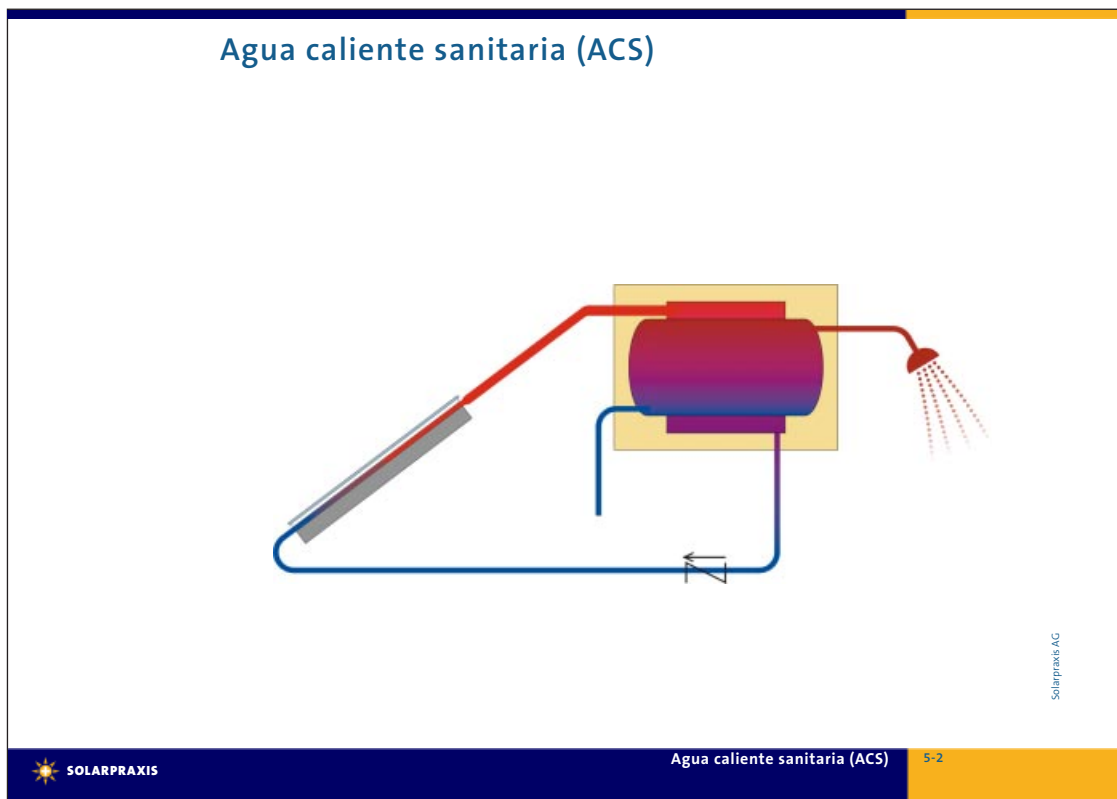 Agua caliente sanitaria (ACS)
Solarpraxis AG
SOLARPRAXIS
Agua caliente sanitaria (ACS)
5-2